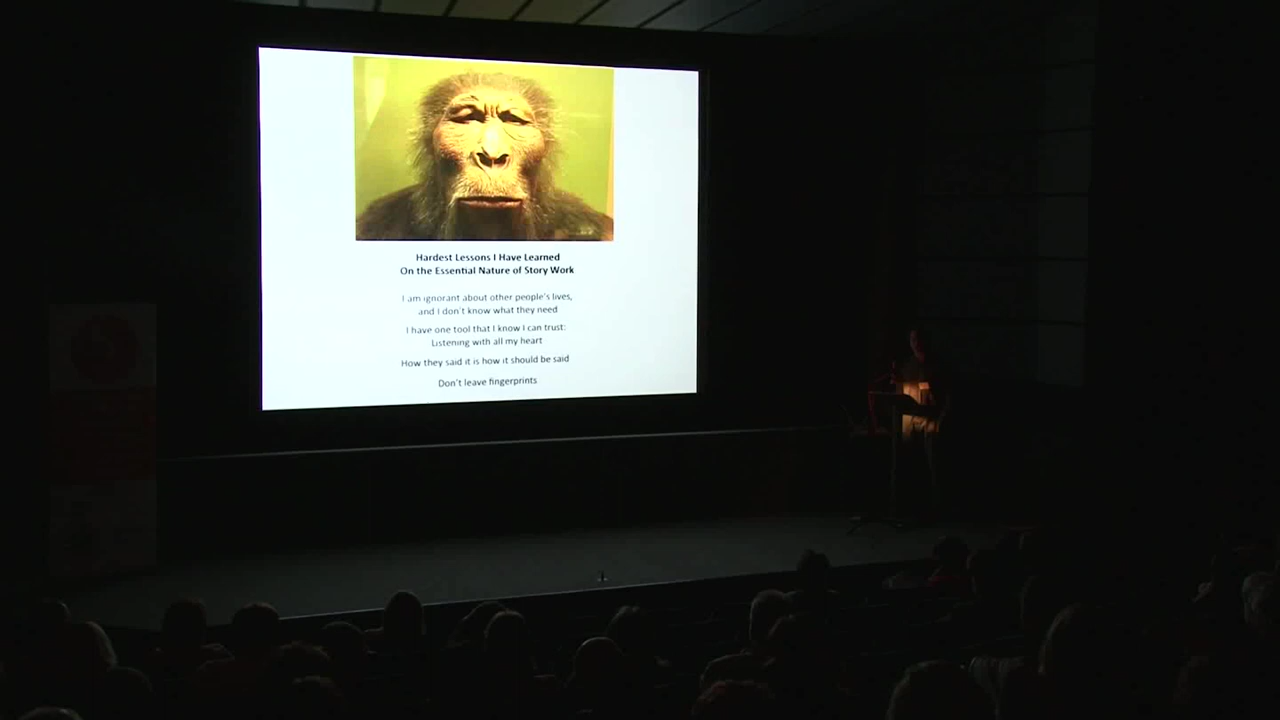 Hardest Lessons I Have Learned
On the Essential Nature of Story Work
I am ignorant about other people's lives,
and I don't know what they need
I have one tool that I know I can trust:
Listening with all my heart
How they said it is how it should be said
Don't leave fingerprints